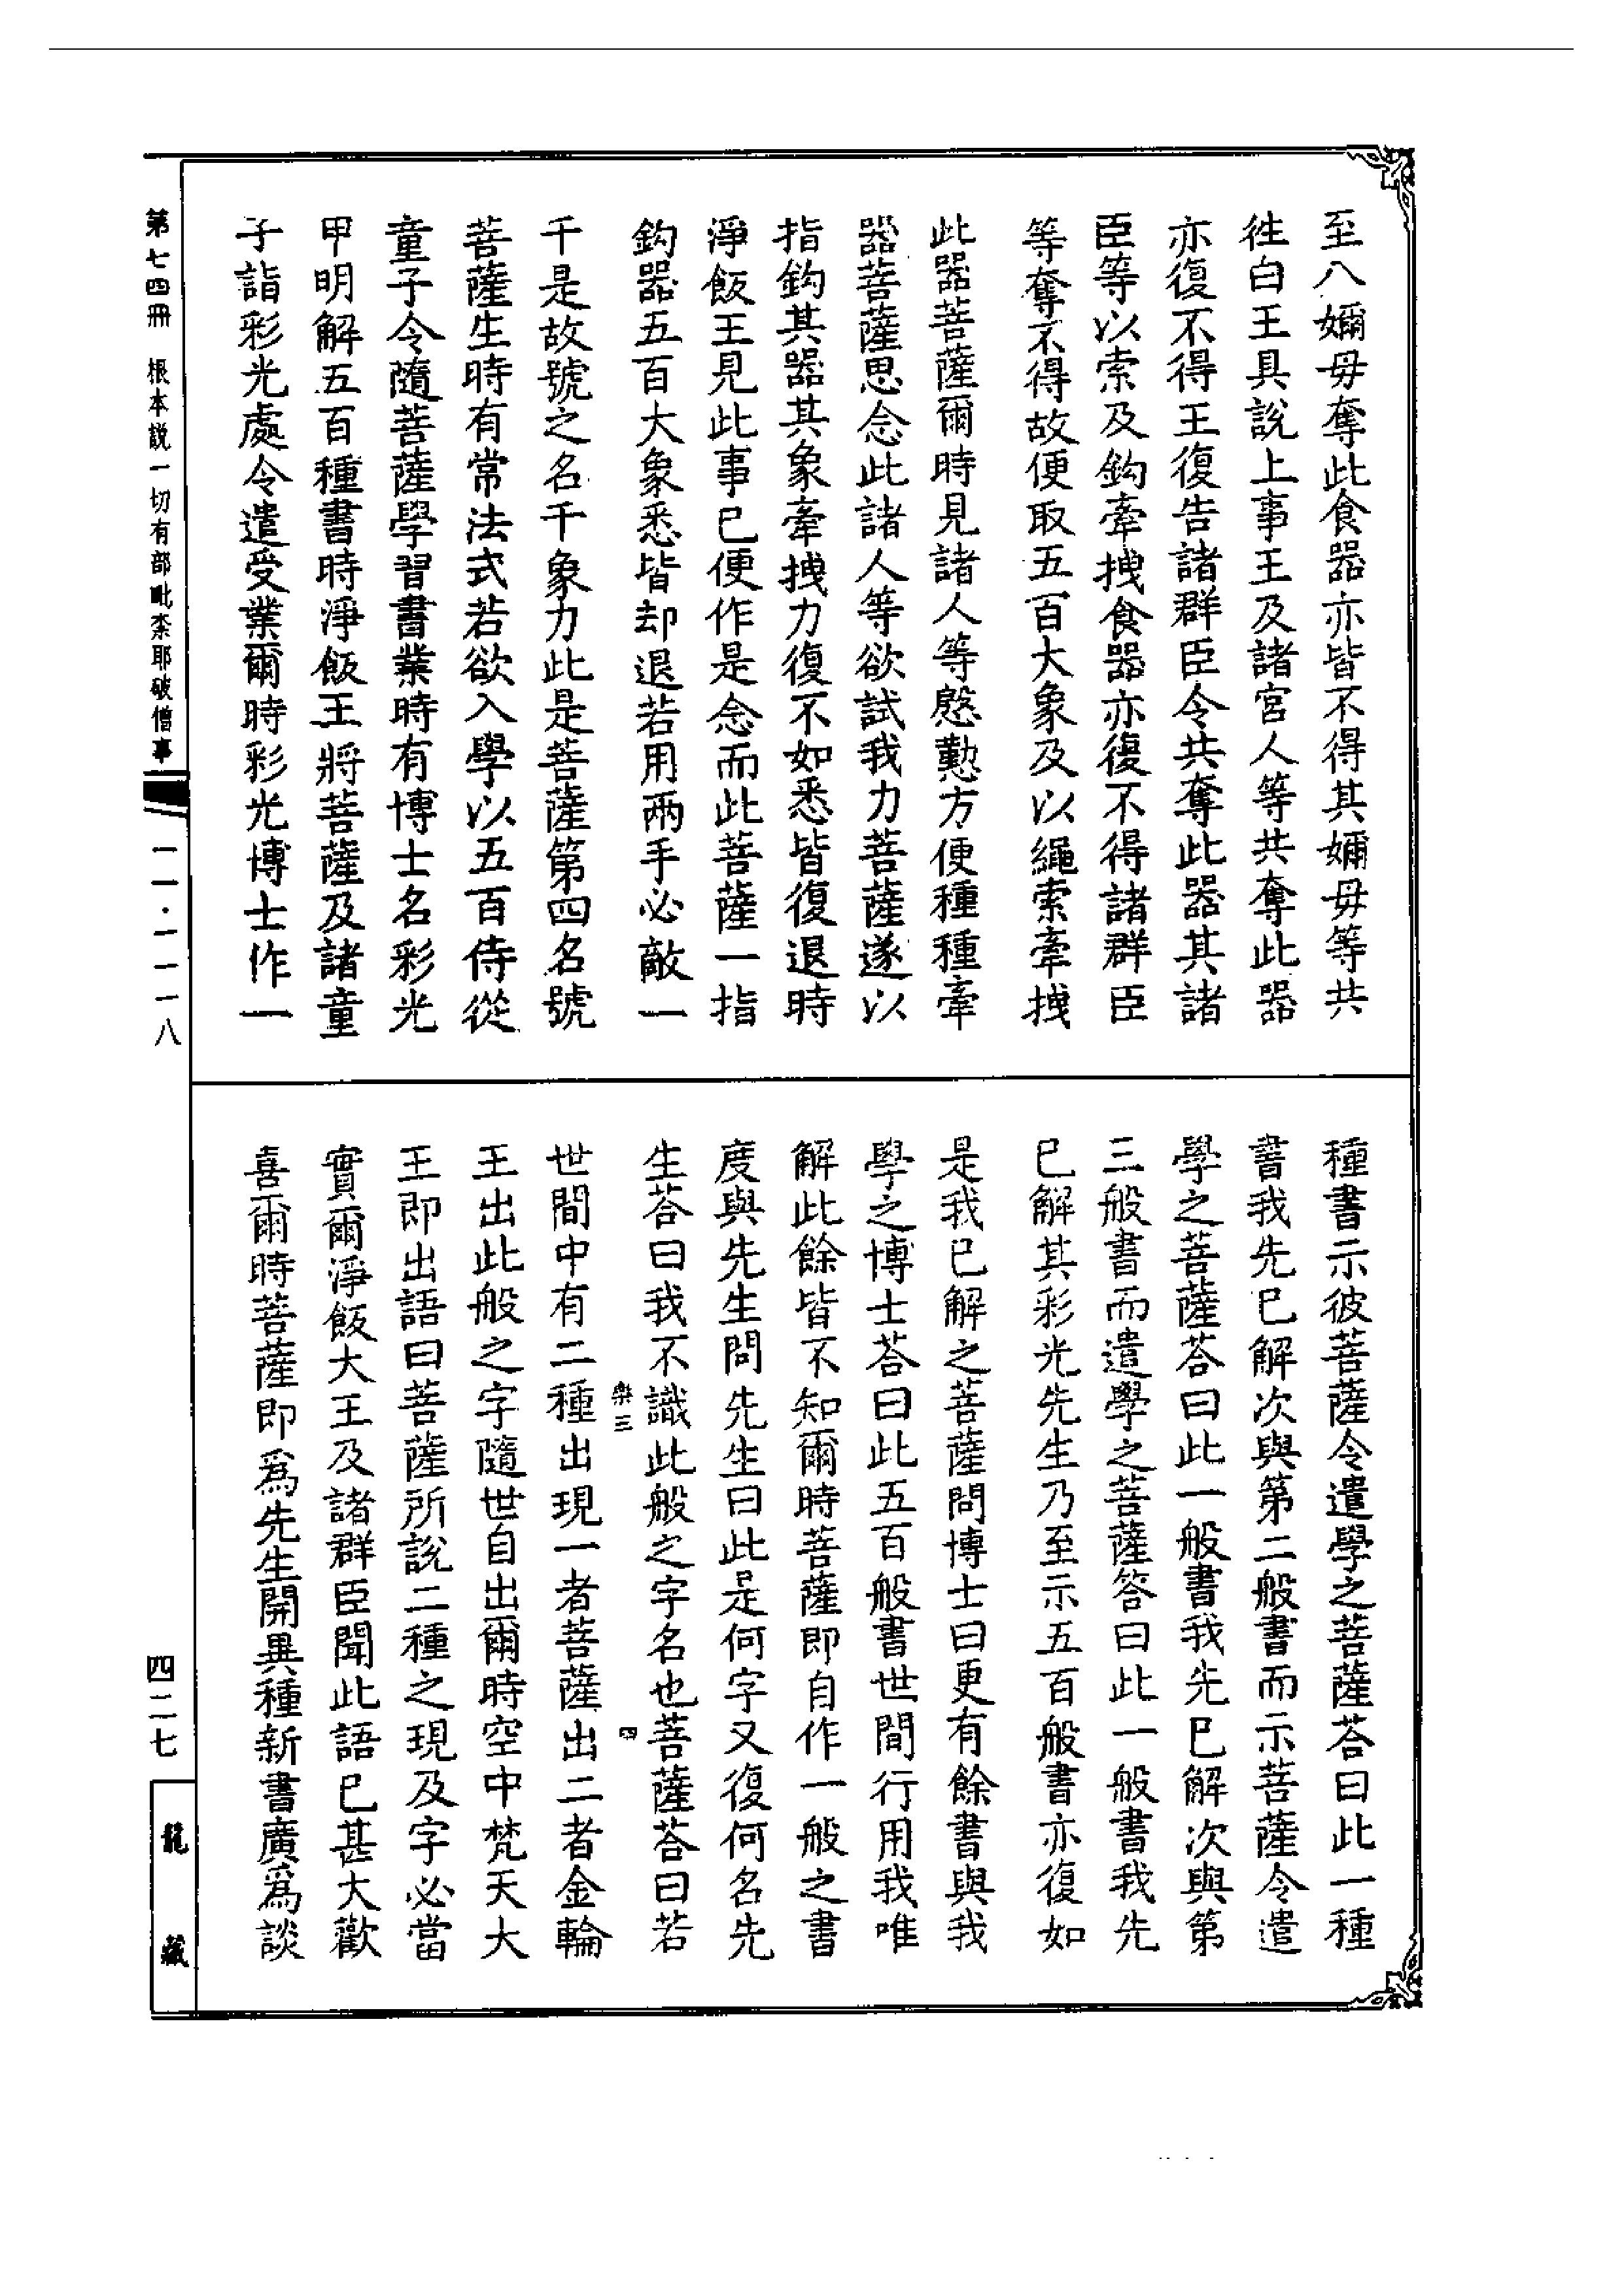 至八嬭毋奪此食器亦皆不得其嬭毋等共
徃白王具說上事王及諸宮人等共奪此器
亦復不得王復告諸群臣令共奪此器其諸
臣等以索及鈎牽拽食器亦復不得諸群臣
等奪不得故便取五百大象及以繩索牽拽
此器菩薩爾時見諸人等慇懃方便種種牽
器菩薩思念此諸人等欲試我力菩薩遂以
指鈎其器其象牽拽力復不如悉皆復退時
淨飯王見此事已便作是念而此菩薩一指
鈎器五百大象悉皆却退若用兩手必敵一
千是故號之名千象力此是菩薩第四名號
菩薩生時有常法式若欲入學以五百侍從
童子令隨菩薩學習書業時有博士名彩光
甲明解五百種書時淨飯王將菩薩及諸童
子詣彩光處令遣受業爾時彩光博士作一
種書示彼菩薩令遣學之菩薩荅曰此一種
書我先已解次與第二般書而示菩薩令遣
學之菩薩荅曰此一般書我先巳解次與第
三般書而遣學之菩薩答曰此一般書我先
已解其彩光先生乃至示五百般書亦復如
是我已解之菩薩問博士曰更有餘書與我
學之博士荅曰此五百般書世間行用我唯
解此餘皆不知爾時菩薩即自作一般之書
度與先生問先生曰此是何字又復何名先
生荅曰我不識此般之字名也菩薩荅曰若
世間中有二種出現一者菩薩出二者金輪
王出此般之字隨世自出爾時空中梵天大
王即出語曰菩薩所說二種之現及字必當
實爾淨飯大王及諸群臣聞此語已甚大歡
喜爾時菩薩即爲先生開異種新書廣爲談
第七四冊 根本説一切有部毗柰耶破僧事
一一·一一一八
四二七
龍藏
三
四